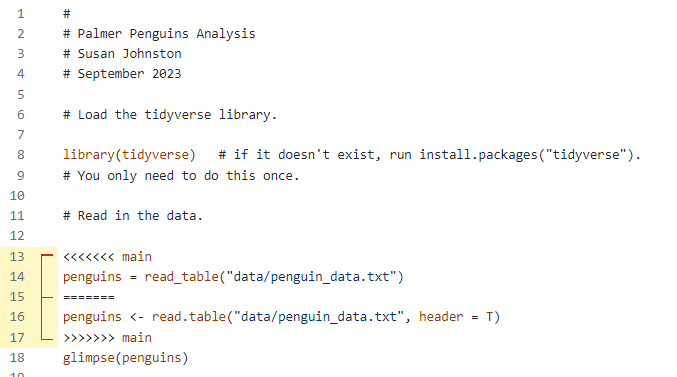 1 #
2 # Palmer Penguins Analysis
3 # Susan Johnston
4 # September 2023
5
6 # Load the tidyverse library.
7
8 library(tidyverse)   # if it doesn't exist, run install.packages("tidyverse").
9 # You only need to do this once.
10
11 # Read in the data.
12
13 <<<<<<< main
14 penguins = read_table("data/penguin_data.txt")
15 =======
16 penguins <- read.table("data/penguin_data.txt", header = T)
17 >>>>>>> main
18 glimpse(penguins)